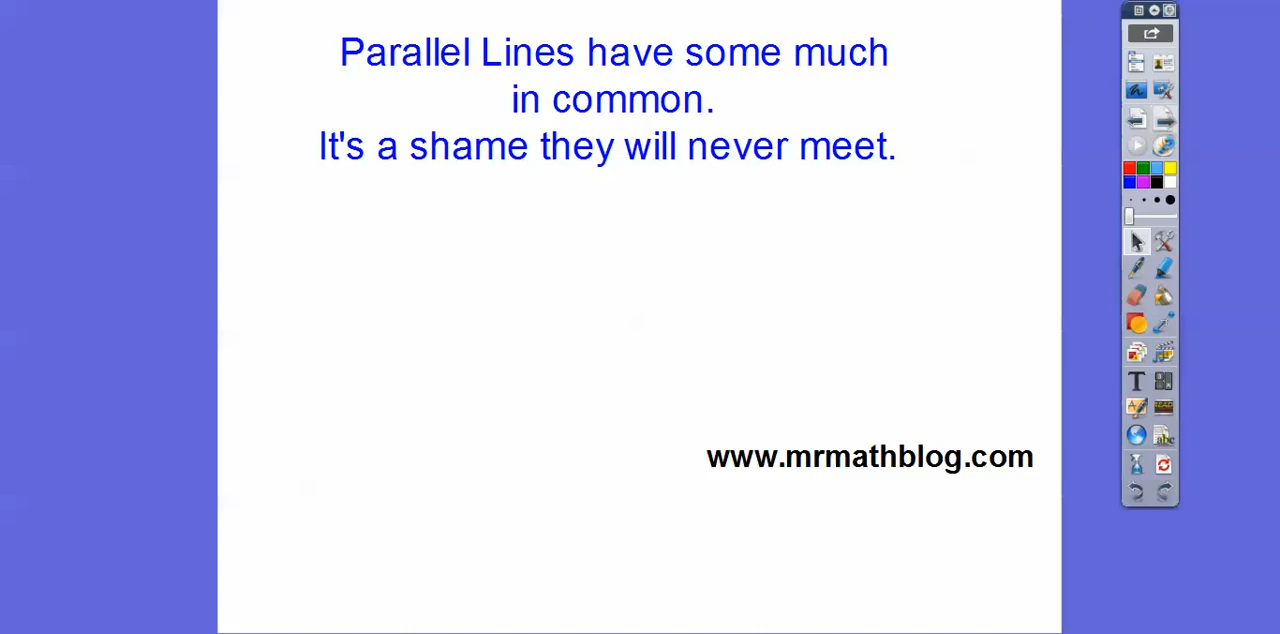 Parallel Lines have some much
in common.
It's a shame they will never meet.
www.mrmathblog.com